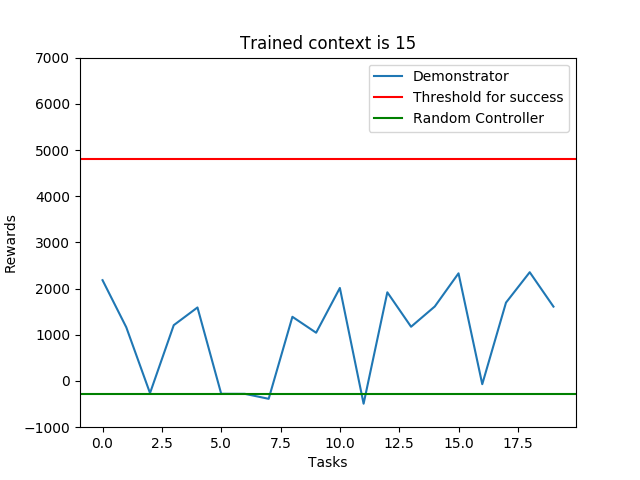 Trained context is 15
7000
6000
5000
4000
3000
2000
1000
0
−1000
Rewards
Demonstrator
Threshold for success
Random Controller
0.0 2.5 5.0 7.5 10.0 12.5 15.0 17.5
Tasks